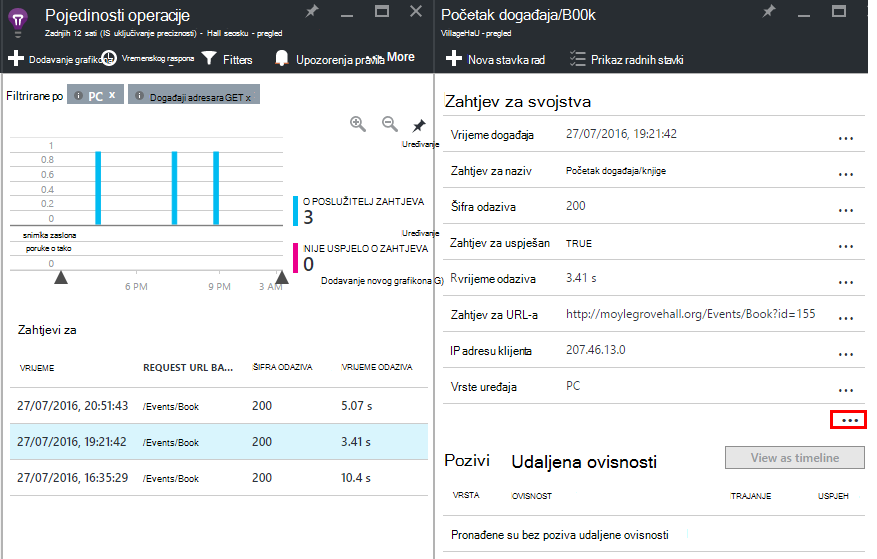 Pojedinosti operacije
Zadnjih 12 sati (IS uključivanje preciznosti) - Hall seosku - pregled
Dodavanje grafikona Vremenskog raspona Filters Upozorenja pravila More
Filtrirane po PC x Događaji adresara GET x
Uređivanje
1
0.8
0.6
0.4
0.2
0
O POSLUŽITELJ ZAHTJEVA
3
snimka zaslona
poruke o tako
0
Uređivanje
NIJE USPJELO O ZAHTJEVA
0
6 PM 9 PM 3 AM
Dodavanje novog grafikona G)
Zahtjevi za
VRIJEME REQUEST URL BA... ŠIFRA ODAZIVA VRIJEME ODAZIVA
27/07/2016, 20:51:43 /Events/Book 200 5.07 s
27/07/2016, 19:21:42 /Events/Book 200 3.41 s
27/07/2016, 16:35:29 /Events/Book 200 10.4 s
Početak događaja/B00k
VillageHaU - pregled
Nova stavka rad Prikaz radnih stavki
Zahtjev za svojstva
Vrijeme događaja 27/07/2016, 19:21:42 ...
Zahtjev za naziv Početak događaja/knjige ...
Šifra odaziva 200 ...
Zahtjev za uspješan TRUE ...
Rvrijeme odaziva 3.41 s ...
Zahtjev za URL-a http://moylegrovehall.org/Events/Book?id=155 ...
IP adresu klijenta 207.46.13.0 ...
Vrste uređaja PC ...
...
Pozivi Udaljena ovisnosti View as timeline
VRSTA OVISNOST TRAJANJE USPJEH
Pronađene su bez poziva udaljene ovisnosti